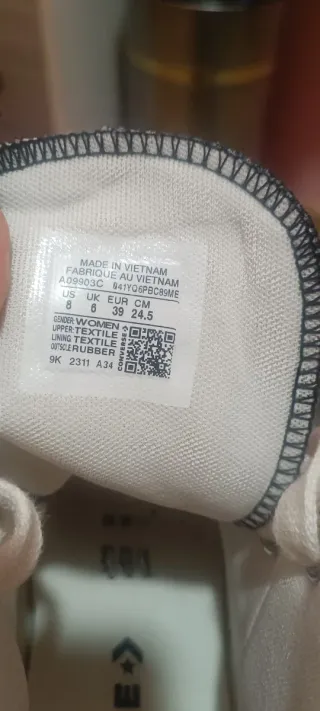 MADE IN VIETNAM
FABRIQUE AU VIETNAM
A09903C 041YQ6PBC89ME
US UK EUR CM
8 6 39 24.5
GENDER WOMEN
UPPER: TEXTILE
LINING TEXTILE
OUTSOLE RUBBER
CONVERSE
9K 2311 A34